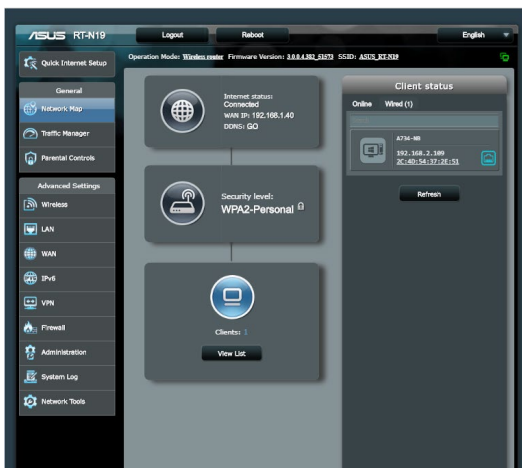 ASUS RT-N19
Logout
Reboot
English
Quick Internet Setup
Operation Mode: Wireless router Firmware Version: 3.0.0.4.382_51573 SSID: ASUS_RT-N19
General
Network Map
Traffic Manager
Parental Controls
Advanced Settings
Wireless
LAN
WAN
IPv6
VPN
Firewall
Administration
System Log
Network Tools
Internet status:
Connected
WAN IP: 192.168.1.40
DDNS: GO
Security level:
WPA2-Personal
Clients: 1
View List
Client status
Online Wired (1)
A734-NB
192.168.2.109
2C:4D:54:37:2E:51
Refresh